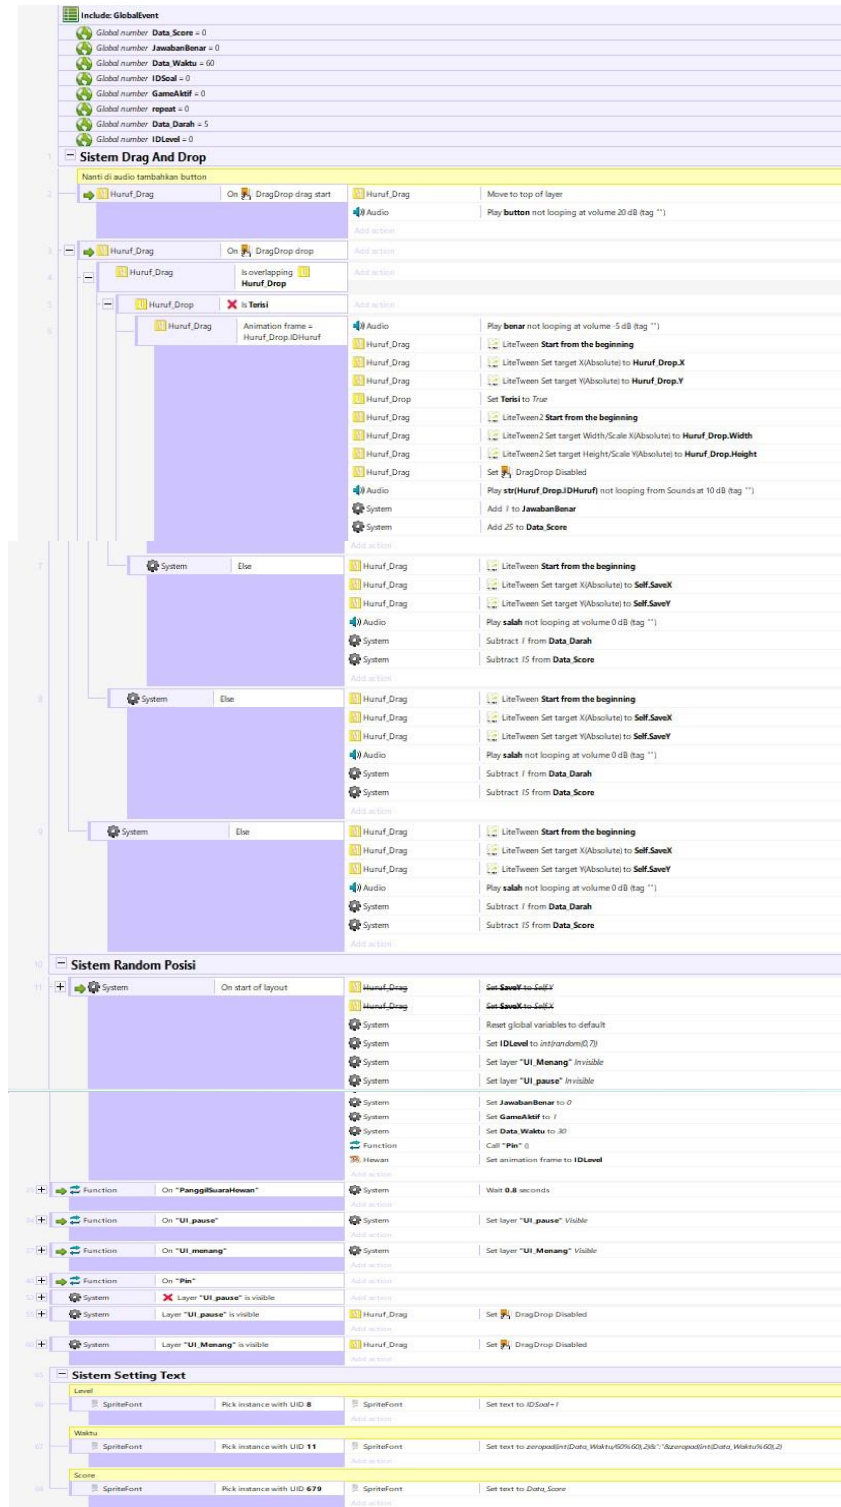 Include: GlobalEvent
Global number Data_Score = 0
Global number JawabanBenar = 0
Global number Data_Waktu = 60
Global number IDSoal = 0
Global number GameAktif = 0
Global number repeat = 0
Global number Data_Darah = 5
Global number IDLevel = 0
1 Sistem Drag And Drop
Nanti di audio tambahkan button
2 Huruf_Drag On DragDrop drag start Huruf_Drag Move to top of layer
Audio Play button not looping at volume 20 dB (tag "")
Add action
3 Huruf_Drag On DragDrop drop Add action
4 Huruf_Drag Is overlapping Huruf_Drop Add action
5 Huruf_Drop Is Terisi Add action
6 Huruf_Drag Animation frame = Huruf_Drop.IDHuruf Audio Play benar not looping at volume -5 dB (tag "")
Huruf_Drag LiteTween Start from the beginning
Huruf_Drag LiteTween Set target X(Absolute) to Huruf_Drop.X
Huruf_Drag LiteTween Set target Y(Absolute) to Huruf_Drop.Y
Huruf_Drop Set Terisi to True
Huruf_Drag LiteTween2 Start from the beginning
Huruf_Drag LiteTween2 Set target Width/Scale X(Absolute) to Huruf_Drop.Width
Huruf_Drag LiteTween2 Set target Height/Scale Y(Absolute) to Huruf_Drop.Height
Huruf_Drag Set DragDrop Disabled
Audio Play str(Huruf_Drop.IDHuruf) not looping from Sounds at 10 dB (tag "")
System Add 1 to JawabanBenar
System Add 25 to Data_Score
Add action
7 System Else Huruf_Drag LiteTween Start from the beginning
Huruf_Drag LiteTween Set target X(Absolute) to Self.SaveX
Huruf_Drag LiteTween Set target Y(Absolute) to Self.SaveY
Audio Play salah not looping at volume 0 dB (tag "")
System Subtract 1 from Data_Darah
System Subtract 15 from Data_Score
Add action
8 System Else Huruf_Drag LiteTween Start from the beginning
Huruf_Drag LiteTween Set target X(Absolute) to Self.SaveX
Huruf_Drag LiteTween Set target Y(Absolute) to Self.SaveY
Audio Play salah not looping at volume 0 dB (tag "")
System Subtract 1 from Data_Darah
System Subtract 15 from Data_Score
Add action
9 System Else Huruf_Drag LiteTween Start from the beginning
Huruf_Drag LiteTween Set target X(Absolute) to Self.SaveX
Huruf_Drag LiteTween Set target Y(Absolute) to Self.SaveY
Audio Play salah not looping at volume 0 dB (tag "")
System Subtract 1 from Data_Darah
System Subtract 15 from Data_Score
Add action
10 Sistem Random Posisi
11 System On start of layout Huruf_Drag Set SaveY to Self.Y
Huruf_Drag Set SaveX to Self.X
System Reset global variables to default
System Set IDLevel to int(random(0,7))
System Set layer "UI_Menang" Invisible
System Set layer "UI_pause" Invisible
System Set JawabanBenar to 0
System Set GameAktif to 1
System Set Data_Waktu to 30
Function Call "Pin" ()
Hewan Set animation frame to IDLevel
Add action
Function On "PanggilSuaraHewan" System Wait 0.8 seconds
Add action
Function On "UI_pause" System Set layer "UI_pause" Visible
Add action
Function On "UI_menang" System Set layer "UI_Menang" Visible
Add action
Function On "Pin" Add action
System Layer "UI_pause" is visible Add action
System Layer "UI_pause" is visible Huruf_Drag Set DragDrop Disabled
Add action
System Layer "UI_Menang" is visible Huruf_Drag Set DragDrop Disabled
Add action
65 Sistem Setting Text
Level
66 SpriteFont Pick instance with UID 8 SpriteFont Set text to IDSoal+1
Add action
Waktu
67 SpriteFont Pick instance with UID 11 SpriteFont Set text to zeropad(int(Data_Waktu/60%60),2)&":"&zeropad(int(Data_Waktu%60),2)
Add action
Score
68 SpriteFont Pick instance with UID 679 SpriteFont Set text to Data_Score
Add action